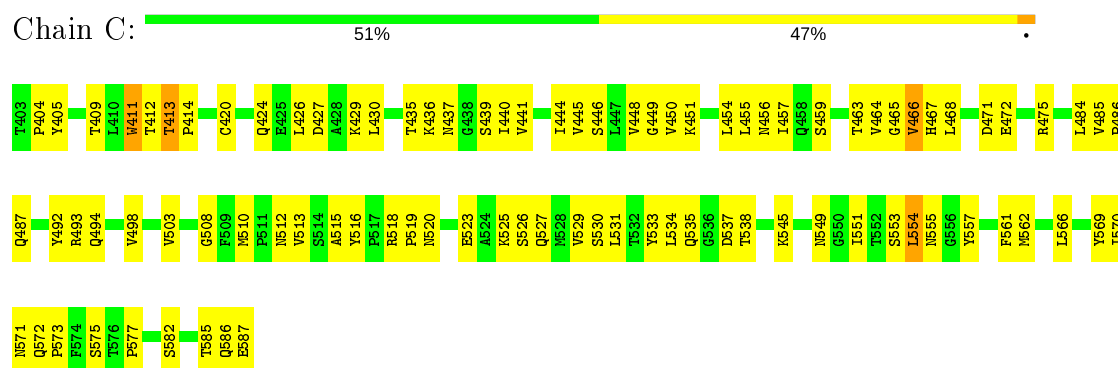 Chain C:
51% 47% •
T403 P404 Y405 T409 L410 W411 T412 T413 P414 C420 Q424 E425 L426 D427 A428 K429 L430 T435 K436 N437 G438 S439 I440 V441 I444 V445 S446 L447 V448 G449 V450 K451 L454 L455 N456 I457 Q458 S459 T463 V464 G465 V466 H467 L468 D471 E472 R475 L484 V485
Q487 Y492 R493 Q494 V498 V503 G508 F509 M510 P511 N512 V513 S514 A515 Y516 P517 R518 P519 N520 E523 A524 K525 S526 Q527 M528 V529 S530 L531 T532 Y533 L534 Q535 G536 D537 T538 K545 N549 G550 I551 T552 S553 L554 N555 G556 Y557 F561 M562 L566 Y569
N571 Q572 P573 F574 S575 T576 P577 S582 T585 Q586 E587